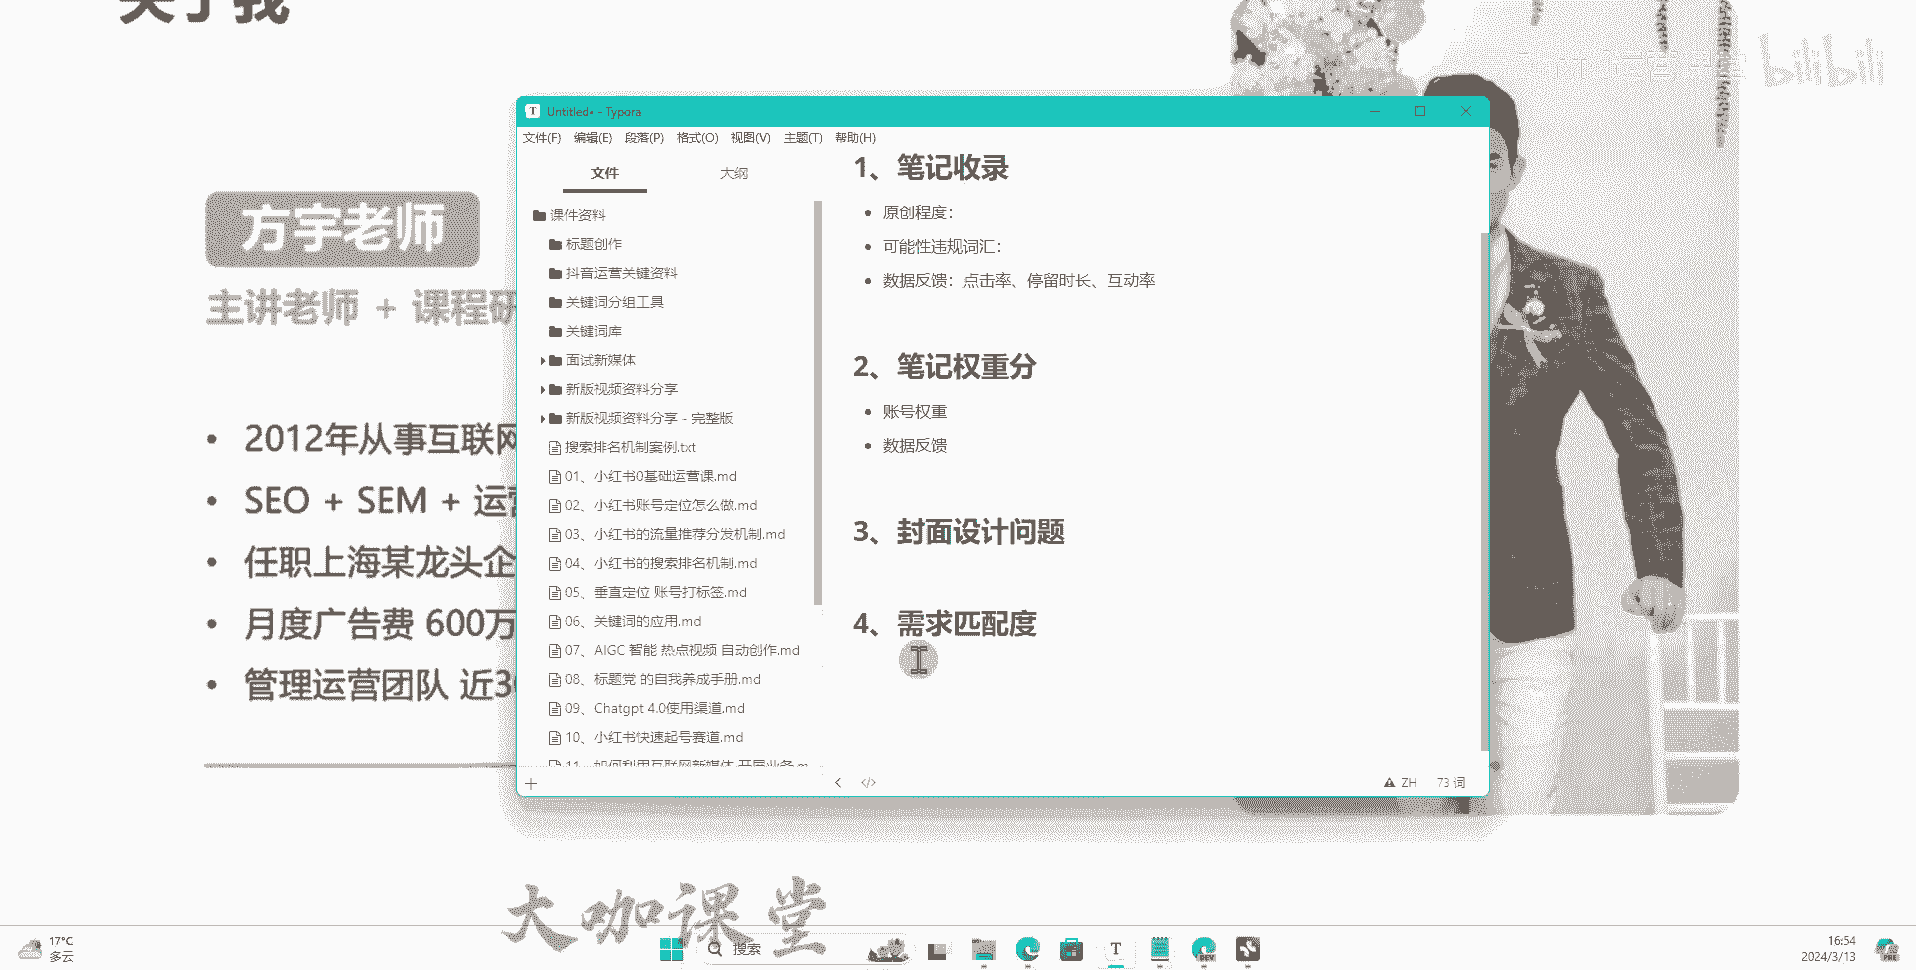 关于我
bilibili
方宇老师
主讲老师 + 课程研
2012年从事互联网
SEO + SEM + 运营
任职上海某龙头企
月度广告费 600万
管理运营团队 近3
Untitled• - Typora
文件(F) 编辑(E) 段落(P) 格式(O) 视图(V) 主题(T) 帮助(H)
文件 大纲
课件资料
标题创作
抖音运营关键资料
关键词分组工具
关键词库
面试新媒体
新版视频资料分享
新版视频资料分享 - 完整版
搜索排名机制案例.txt
01、小红书0基础运营课.md
02、小红书账号定位怎么做.md
03、小红书的流量推荐分发机制.md
04、小红书的搜索排名机制.md
05、垂直定位 账号打标签.md
06、关键词的应用.md
07、AIGC 智能 热点视频 自动创作.md
08、标题党 的自我养成手册.md
09、Chatgpt 4.0使用渠道.md
10、小红书快速起号赛道.md
11、如何利用互联网新媒体 开展业务.m
1、笔记收录
原创程度：
可能性违规词汇：
数据反馈：点击率、停留时长、互动率
2、笔记权重分
账号权重
数据反馈
3、封面设计问题
4、需求匹配度
ZH 73 词
大咖课堂
17°C
多云
搜索
16:54
2024/3/13